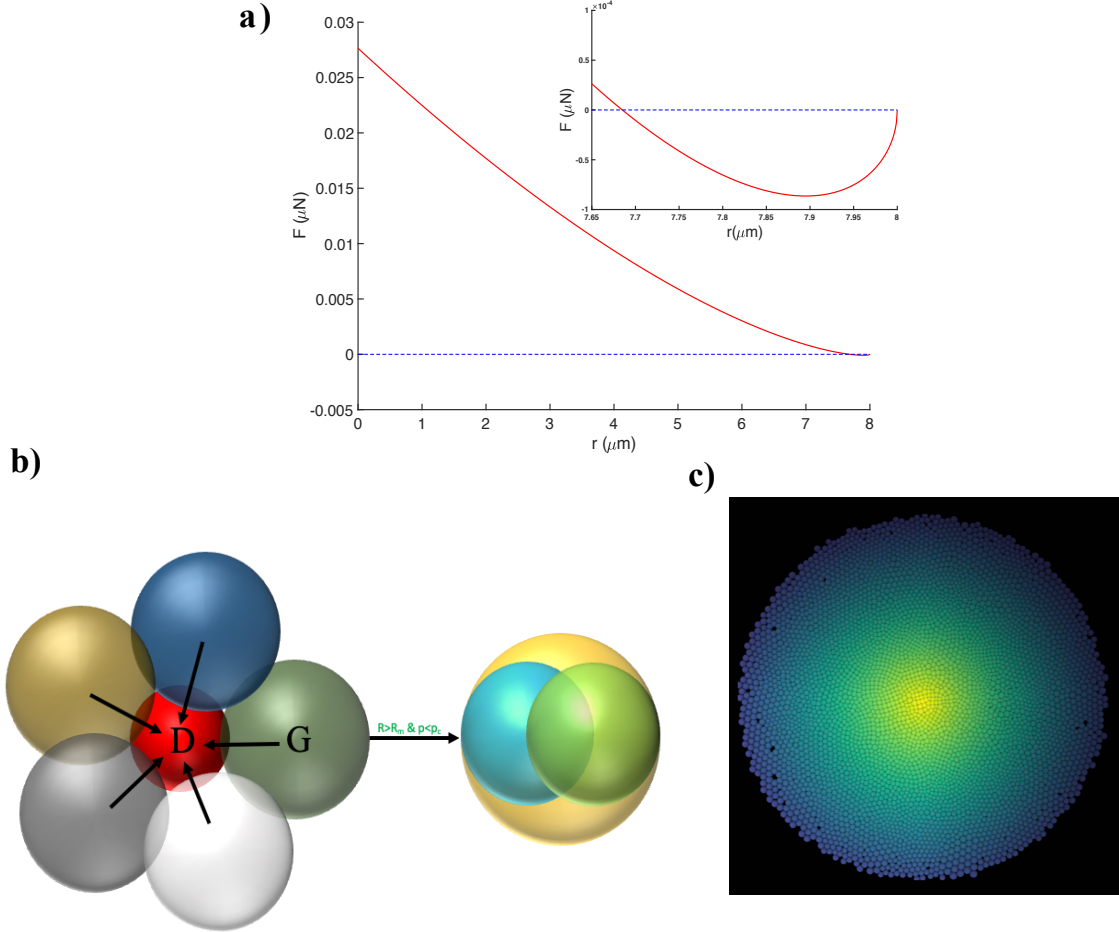 a)
0.03
0.025
0.02
0.015
0.01
0.005
0
-0.005
F (μN)
0 1 2 3 4 5 6 7 8
r (μm)
×10⁻⁴
1
0.5
0
-0.5
-1
F (μN)
7.65 7.7 7.75 7.8 7.85 7.9 7.95 8
r(μm)
b)
D
G
R>Rₘ & p<p꜀
c)